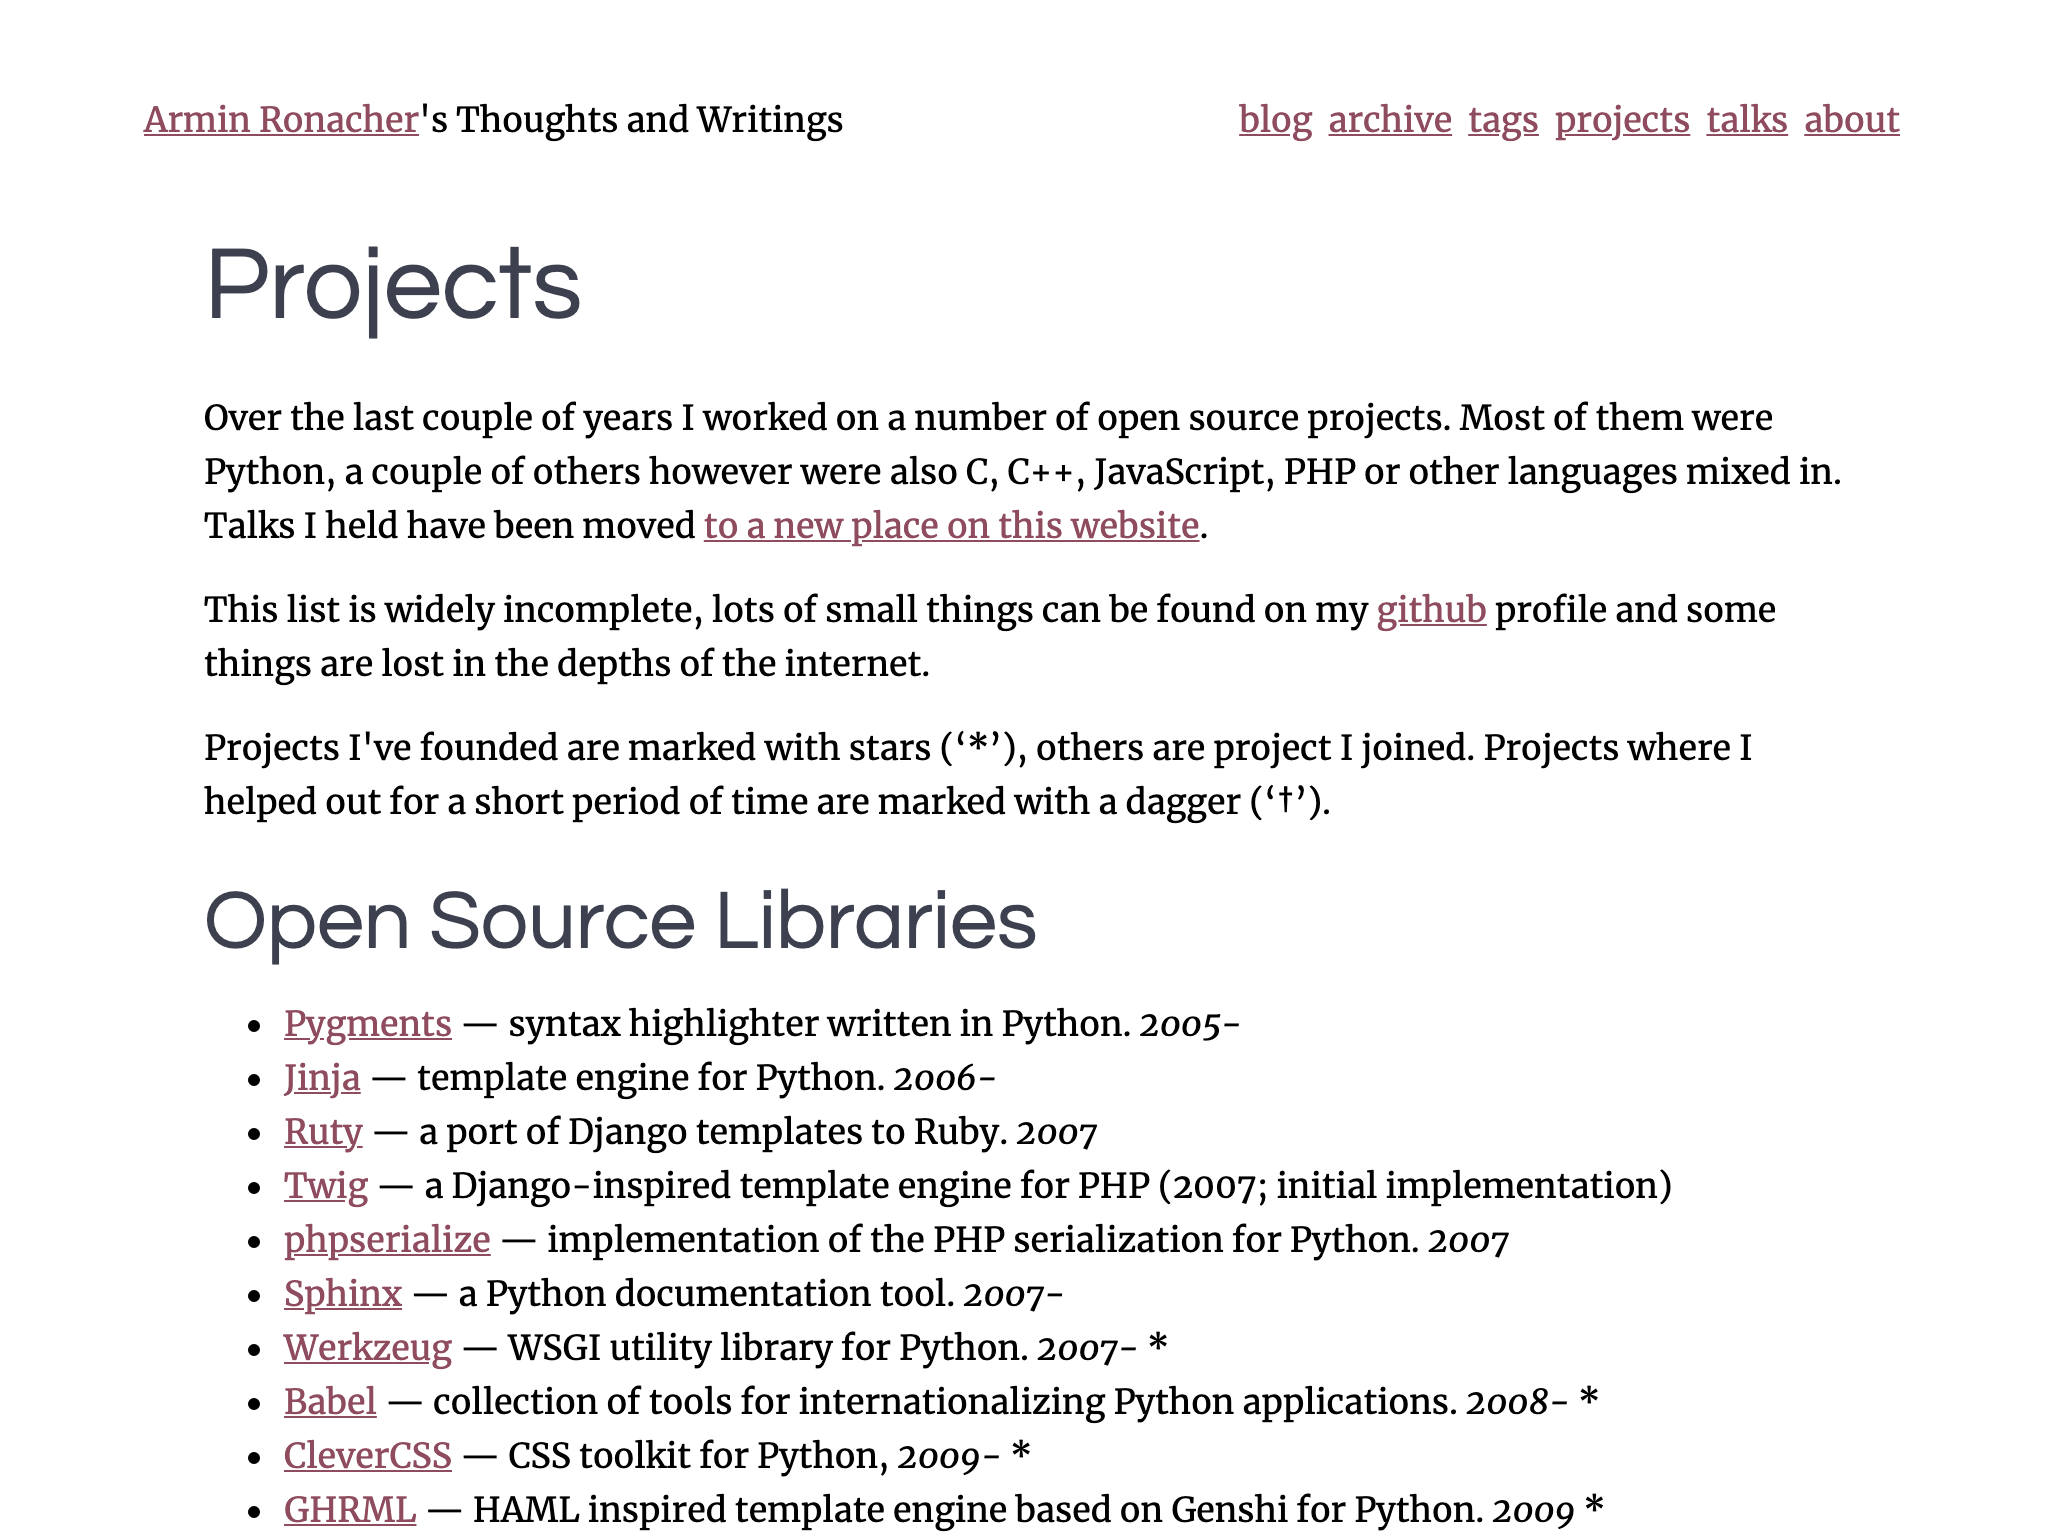 Armin Ronacher's Thoughts and Writings
blog archive tags projects talks about
Projects
Over the last couple of years I worked on a number of open source projects. Most of them were
Python, a couple of others however were also C, C++, JavaScript, PHP or other languages mixed in.
Talks I held have been moved to a new place on this website.
This list is widely incomplete, lots of small things can be found on my github profile and some
things are lost in the depths of the internet.
Projects I've founded are marked with stars (‘*’), others are project I joined. Projects where I
helped out for a short period of time are marked with a dagger (‘†’).
Open Source Libraries
• Pygments — syntax highlighter written in Python. 2005-
• Jinja — template engine for Python. 2006-
• Ruty — a port of Django templates to Ruby. 2007
• Twig — a Django-inspired template engine for PHP (2007; initial implementation)
• phpserialize — implementation of the PHP serialization for Python. 2007
• Sphinx — a Python documentation tool. 2007-
• Werkzeug — WSGI utility library for Python. 2007- *
• Babel — collection of tools for internationalizing Python applications. 2008- *
• CleverCSS — CSS toolkit for Python, 2009- *
• GHRML — HAML inspired template engine based on Genshi for Python. 2009 *